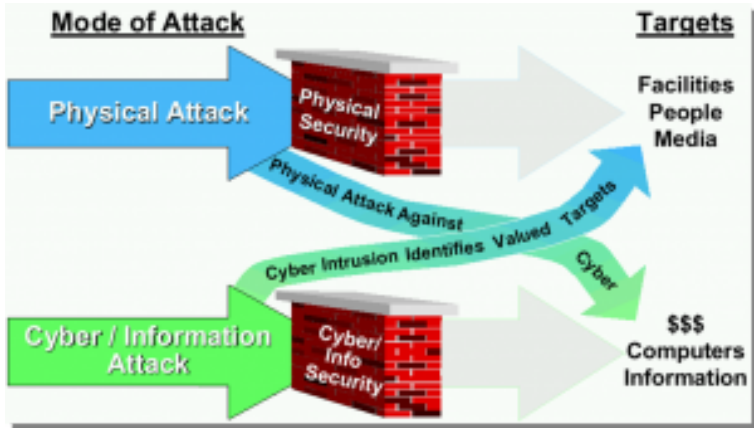 Mode of Attack
Targets
Physical Attack
Physical
Security
Facilities
People
Media
Physical Attack Against
Cyber
Cyber Intrusion Identifies Valued Targets
Cyber / Information
Attack
Cyber/
Info
Security
$$$
Computers
Information